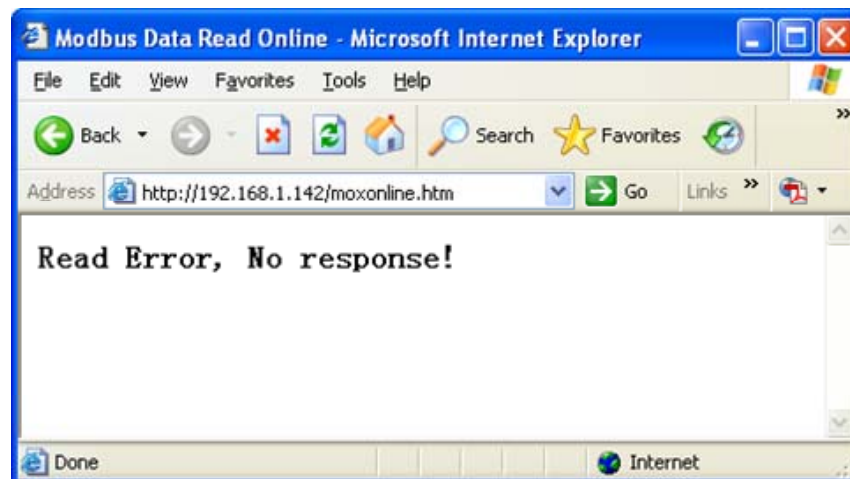 Modbus Data Read Online - Microsoft Internet Explorer
File Edit View Favorites Tools Help
Back Search Favorites »
Address http://192.168.1.142/moxonline.htm Go Links »
Read Error, No response!
Done Internet